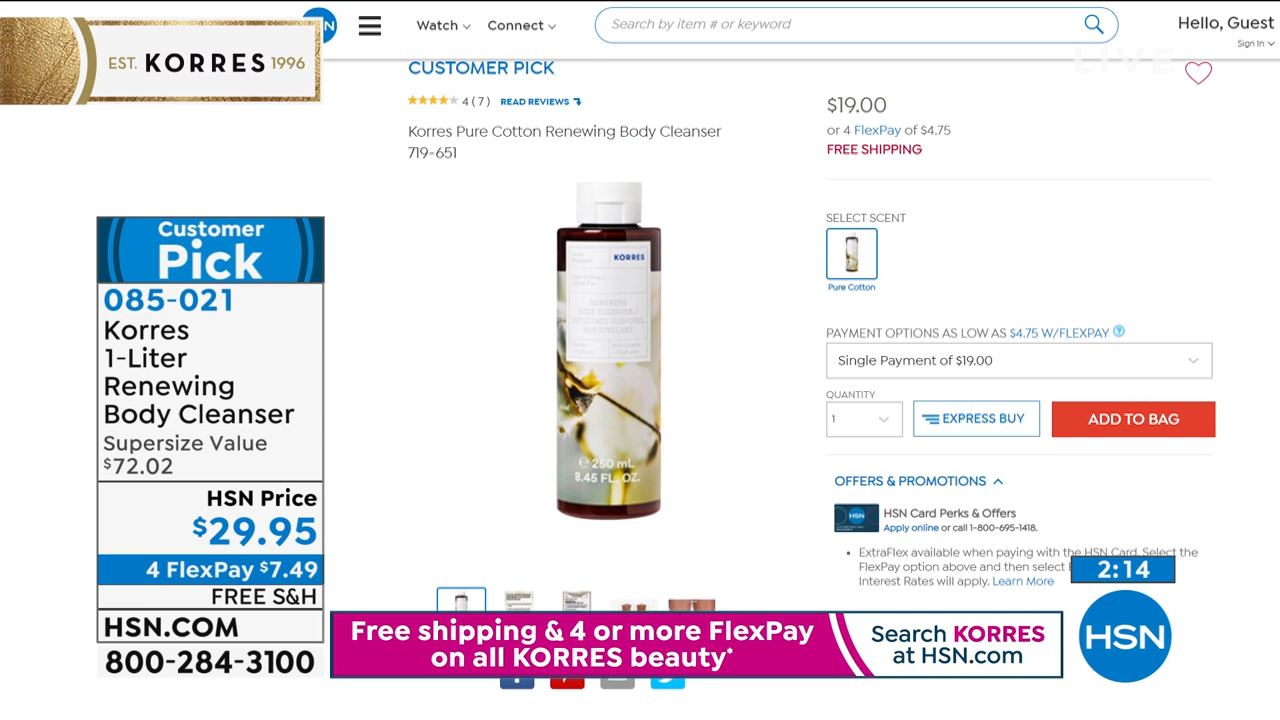 EST. KORRES 1996
Watch
Connect
Search by item # or keyword
Hello, Guest
Sign In
LIVE
CUSTOMER PICK
4 ( 7 ) READ REVIEWS
Korres Pure Cotton Renewing Body Cleanser
719-651
$19.00
or 4 FlexPay of $4.75
FREE SHIPPING
SELECT SCENT
Pure Cotton
PAYMENT OPTIONS AS LOW AS $4.75 W/FLEXPAY
Single Payment of $19.00
QUANTITY
1
EXPRESS BUY
ADD TO BAG
OFFERS & PROMOTIONS
HSN
HSN Card Perks & Offers
Apply online or call 1-800-695-1418.
ExtraFlex available when paying with the HSN Card. Select the
FlexPay option above and then select
Interest Rates will apply. Learn More
KORRES
RENEWING
BODY CLEANSER /
℮ 250 mL
8.45 FL. OZ.
Customer
Pick
085-021
Korres
1-Liter
Renewing
Body Cleanser
Supersize Value
$72.02
HSN Price
$29.95
4 FlexPay $7.49
FREE S&H
HSN.COM
800-284-3100
Free shipping & 4 or more FlexPay
on all KORRES beauty*
Search KORRES
at HSN.com
2:14
HSN